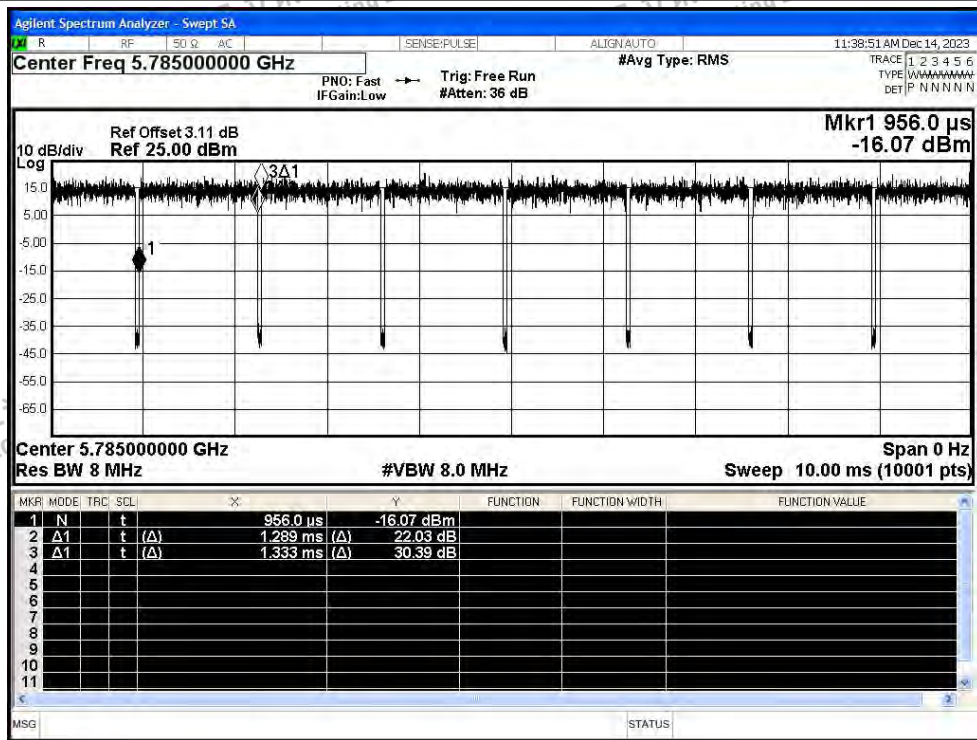 Agilent Spectrum Analyzer - Swept SA
R RF 50 Ω AC SENSE:PULSE ALIGN AUTO 11:38:51 AM Dec 14, 2023
Center Freq 5.785000000 GHz #Avg Type: RMS TRACE 1 2 3 4 5 6
PNO: Fast Trig: Free Run TYPE WWWWWW
IFGain:Low #Atten: 36 dB DET P N N N N N
Mkr1 956.0 µs
Ref Offset 3.11 dB
10 dB/div Ref 25.00 dBm -16.07 dBm
Log
3Δ1
15.0
5.00
-5.00
1
-15.0
-25.0
-35.0
-45.0
-55.0
-65.0
Center 5.785000000 GHz Span 0 Hz
Res BW 8 MHz #VBW 8.0 MHz Sweep 10.00 ms (10001 pts)
MKR MODE TRC SCL X Y FUNCTION FUNCTION WIDTH FUNCTION VALUE
1 N t 956.0 µs -16.07 dBm
2 Δ1 t (Δ) 1.289 ms (Δ) 22.03 dB
3 Δ1 t (Δ) 1.333 ms (Δ) 30.39 dB
4
5
6
7
8
9
10
11
MSG STATUS